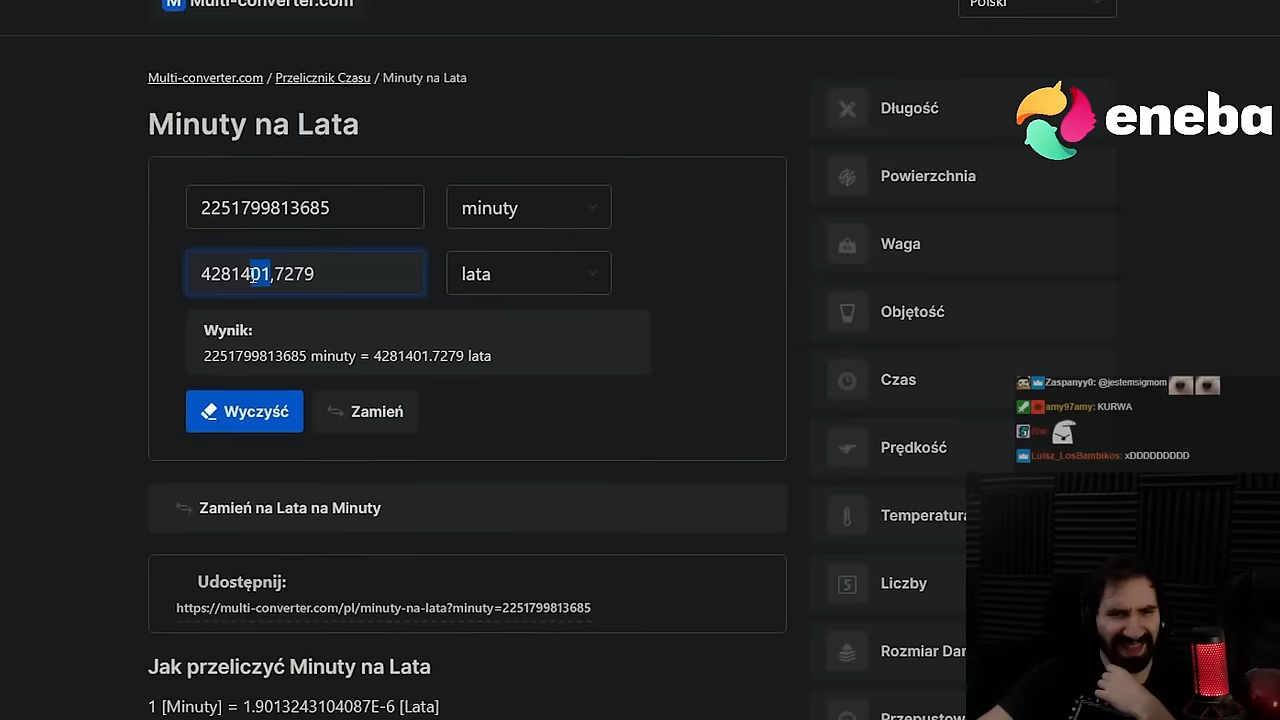 Multi-converter.com
Polski
Multi-converter.com / Przelicznik Czasu / Minuty na Lata
Minuty na Lata
2251799813685
minuty
4281401,7279
lata
Wynik:
2251799813685 minuty = 4281401.7279 lata
Wyczyść
Zamień
Zamień na Lata na Minuty
Udostępnij:
https://multi-converter.com/pl/minuty-na-lata?minuty=2251799813685
Jak przeliczyć Minuty na Lata
1 [Minuty] = 1.9013243104087E-6 [Lata]
Długość
Powierzchnia
Waga
Objętość
Czas
Prędkość
Temperatura
Liczby
Rozmiar Dan
Przepustow
eneba
Zaspanyy0: @jestemsigmom
amy97amy: KURWA
Luisz_LosBambikos: xDDDDDDDDD